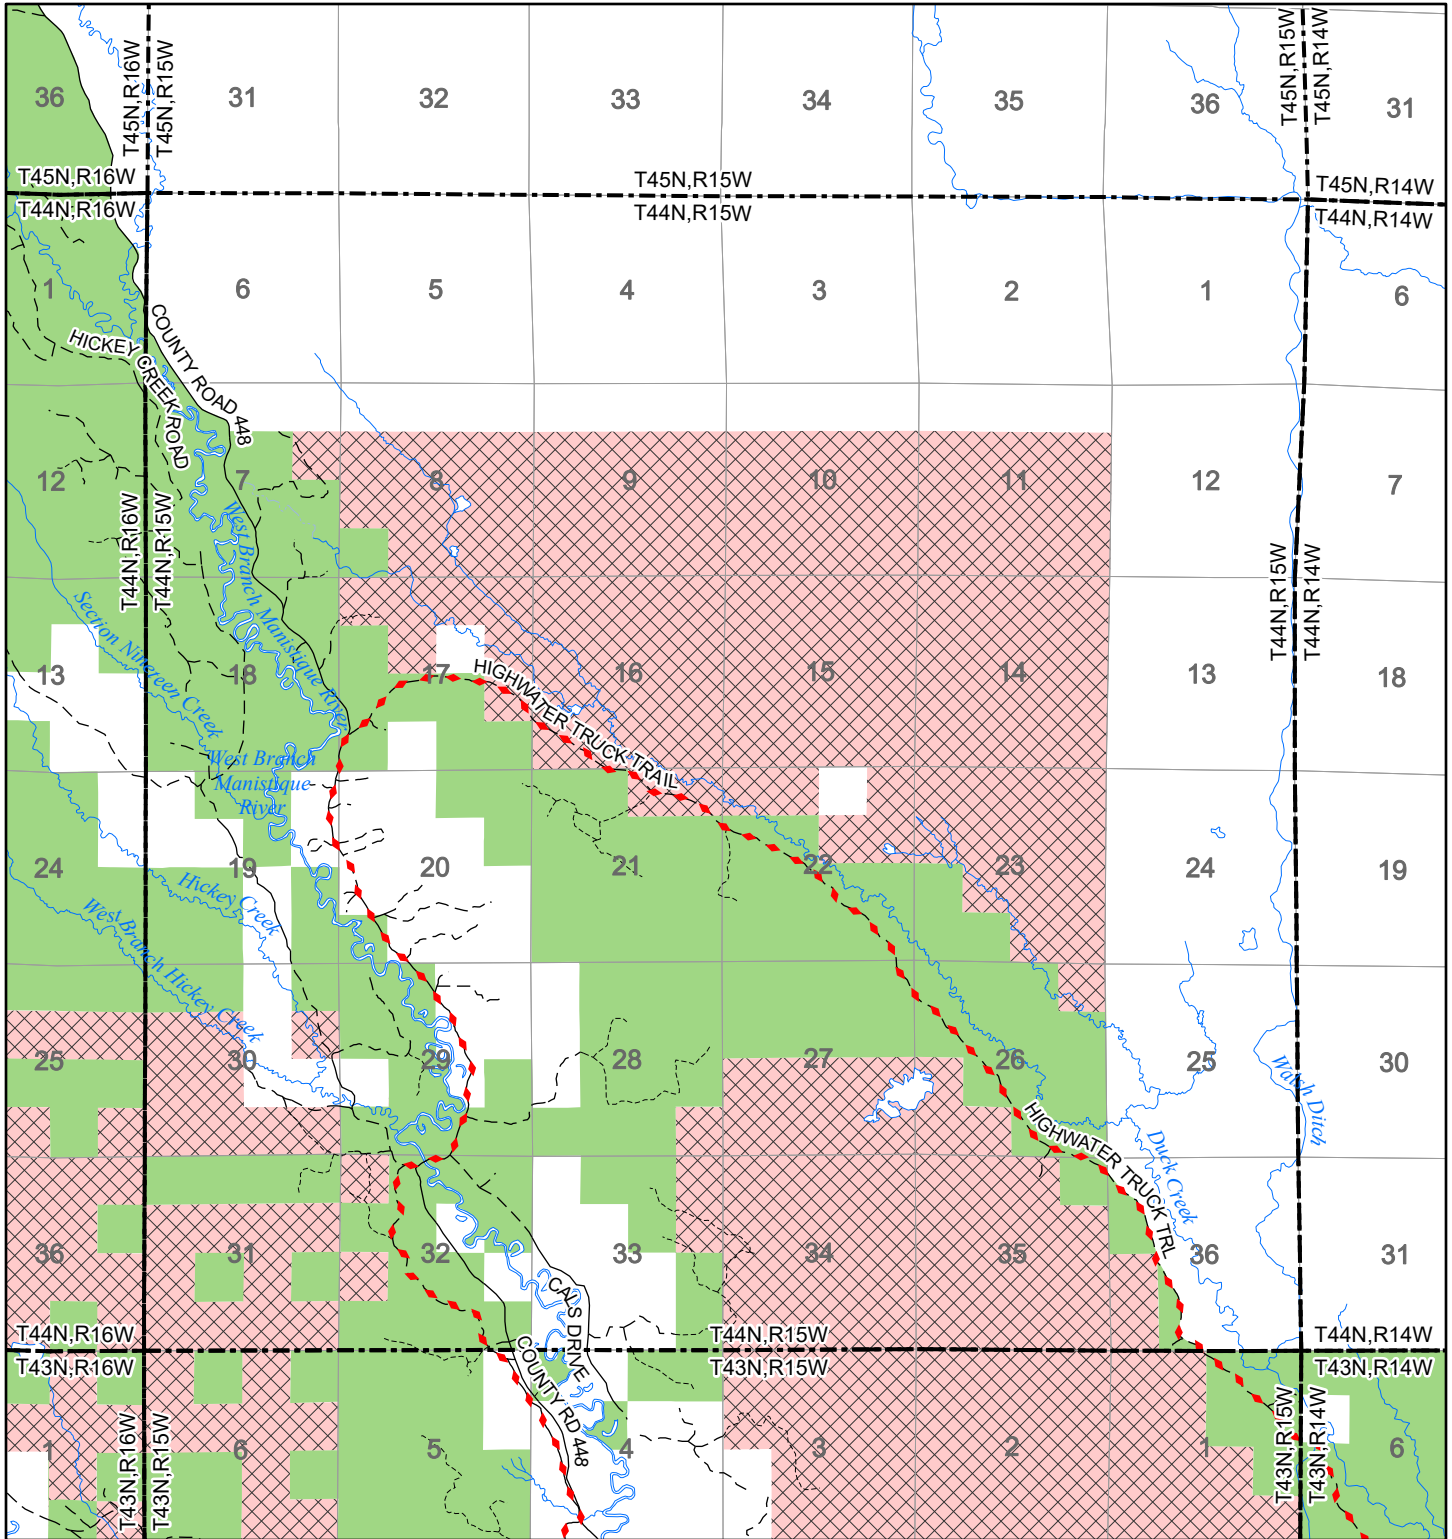 36
31
32
33
34
35
36
31
T45N,R16W
T45N,R15W
T45N,R15W
T45N,R14W
T45N,R16W
T44N,R16W
T45N,R15W
T44N,R15W
T45N,R14W
T44N,R14W
1
6
5
4
3
2
1
6
HICKEY CREEK ROAD
COUNTY ROAD 448
12
7
8
9
10
11
12
7
T44N,R16W
T44N,R15W
T44N,R15W
T44N,R14W
West Branch Manistique River
Section Nineteen Creek
13
18
17
16
15
14
13
18
HIGHWATER TRUCK TRAIL
West Branch
Manistique
River
24
19
20
21
22
23
24
19
Hickey Creek
West Branch Hickey Creek
25
30
29
28
27
26
25
30
Walsh Ditch
HIGHWATER TRUCK TRL
Duck Creek
36
31
32
33
34
35
36
31
CALS DRIVE
COUNTY RD 448
T44N,R16W
T43N,R16W
T44N,R15W
T43N,R15W
T44N,R14W
T43N,R14W
T43N,R16W
T43N,R15W
T43N,R15W
T43N,R14W
1
6
5
4
3
2
1
6